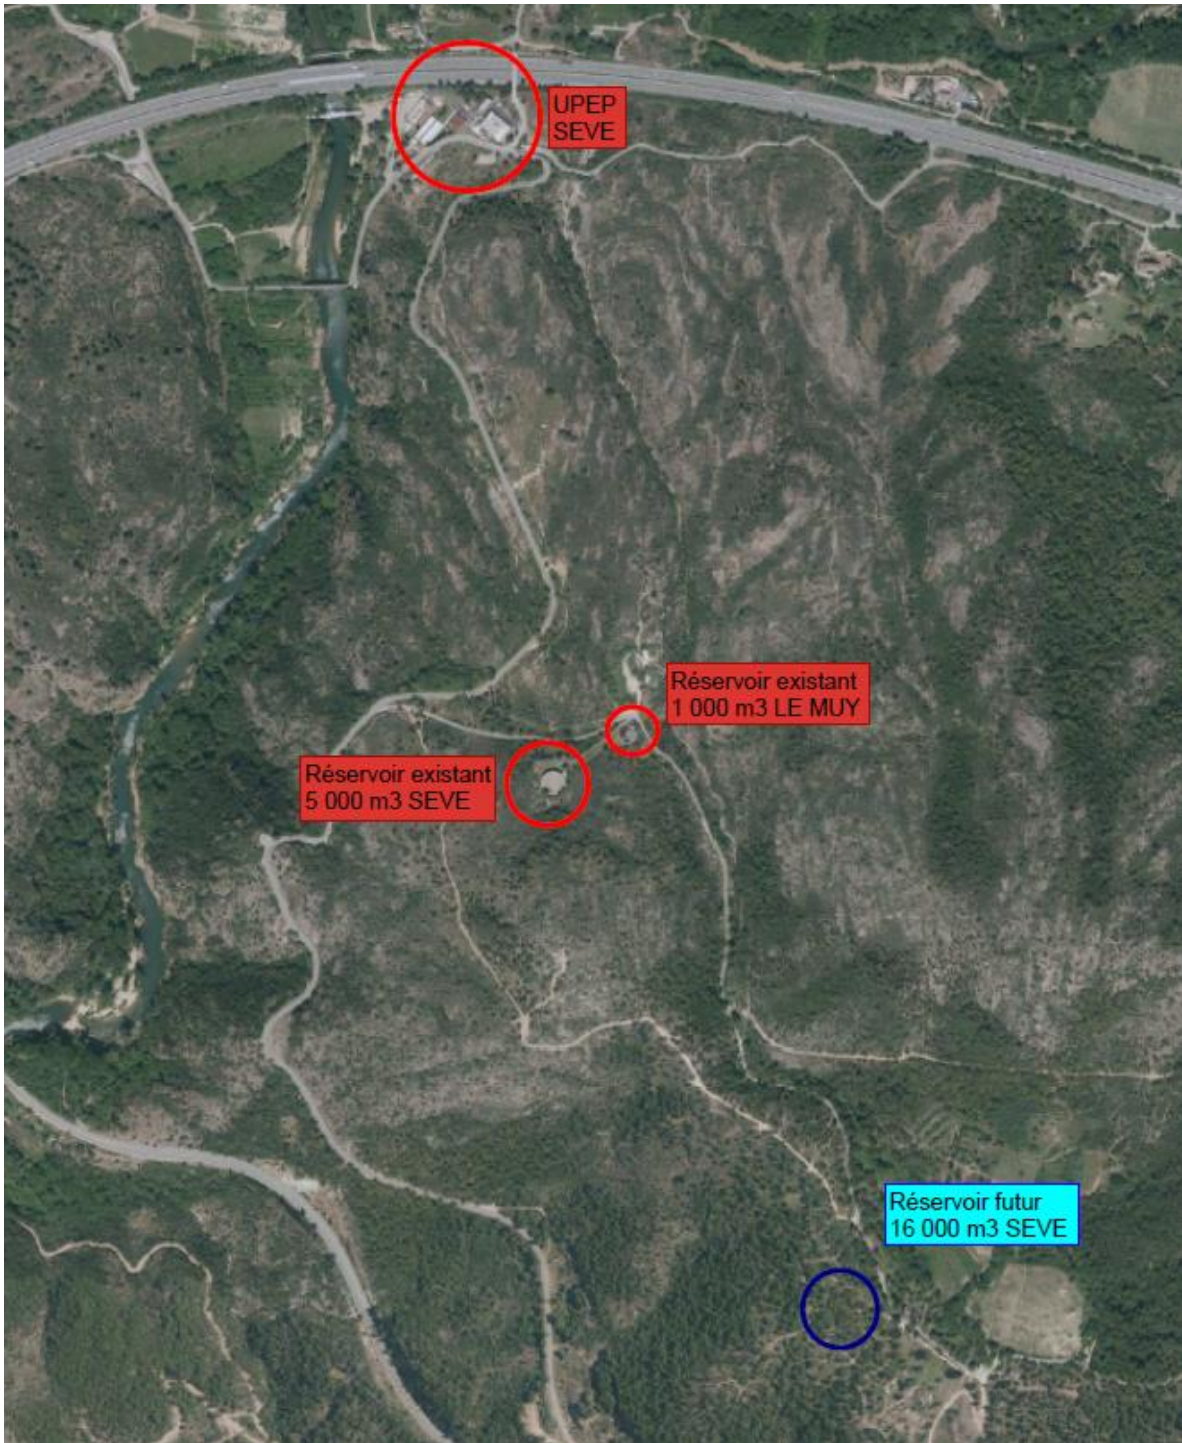 UPEP
SEVE
Réservoir existant
1 000 m3 LE MUY
Réservoir existant
5 000 m3 SEVE
Réservoir futur
16 000 m3 SEVE